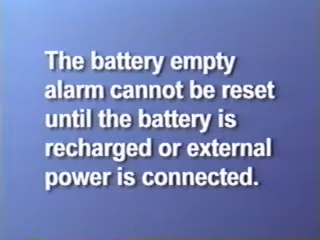 The battery empty
alarm cannot be reset
until the battery is
recharged or external
power is connected.